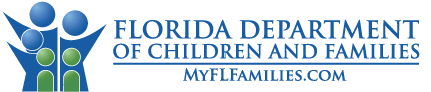 FLORIDA DEPARTMENT
OF CHILDREN AND FAMILIES
MYFLFAMILIES.COM